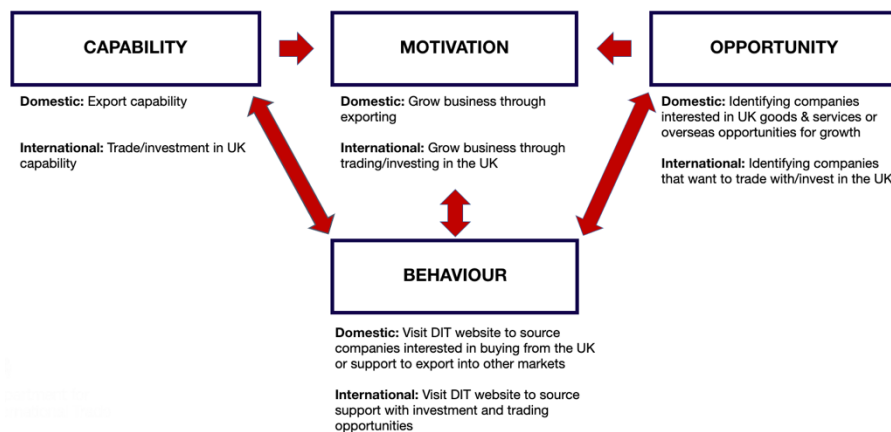 CAPABILITY
MOTIVATION
OPPORTUNITY
Domestic: Export capability
International: Trade/investment in UK
capability
Domestic: Grow business through
exporting
International: Grow business through
trading/investing in the UK
Domestic: Identifying companies
interested in UK goods & services or
overseas opportunities for growth
International: Identifying companies
that want to trade with/invest in the UK
BEHAVIOUR
Domestic: Visit DIT website to source
companies interested in buying from the UK
or support to export into other markets
International: Visit DIT website to source
support with investment and trading
opportunities